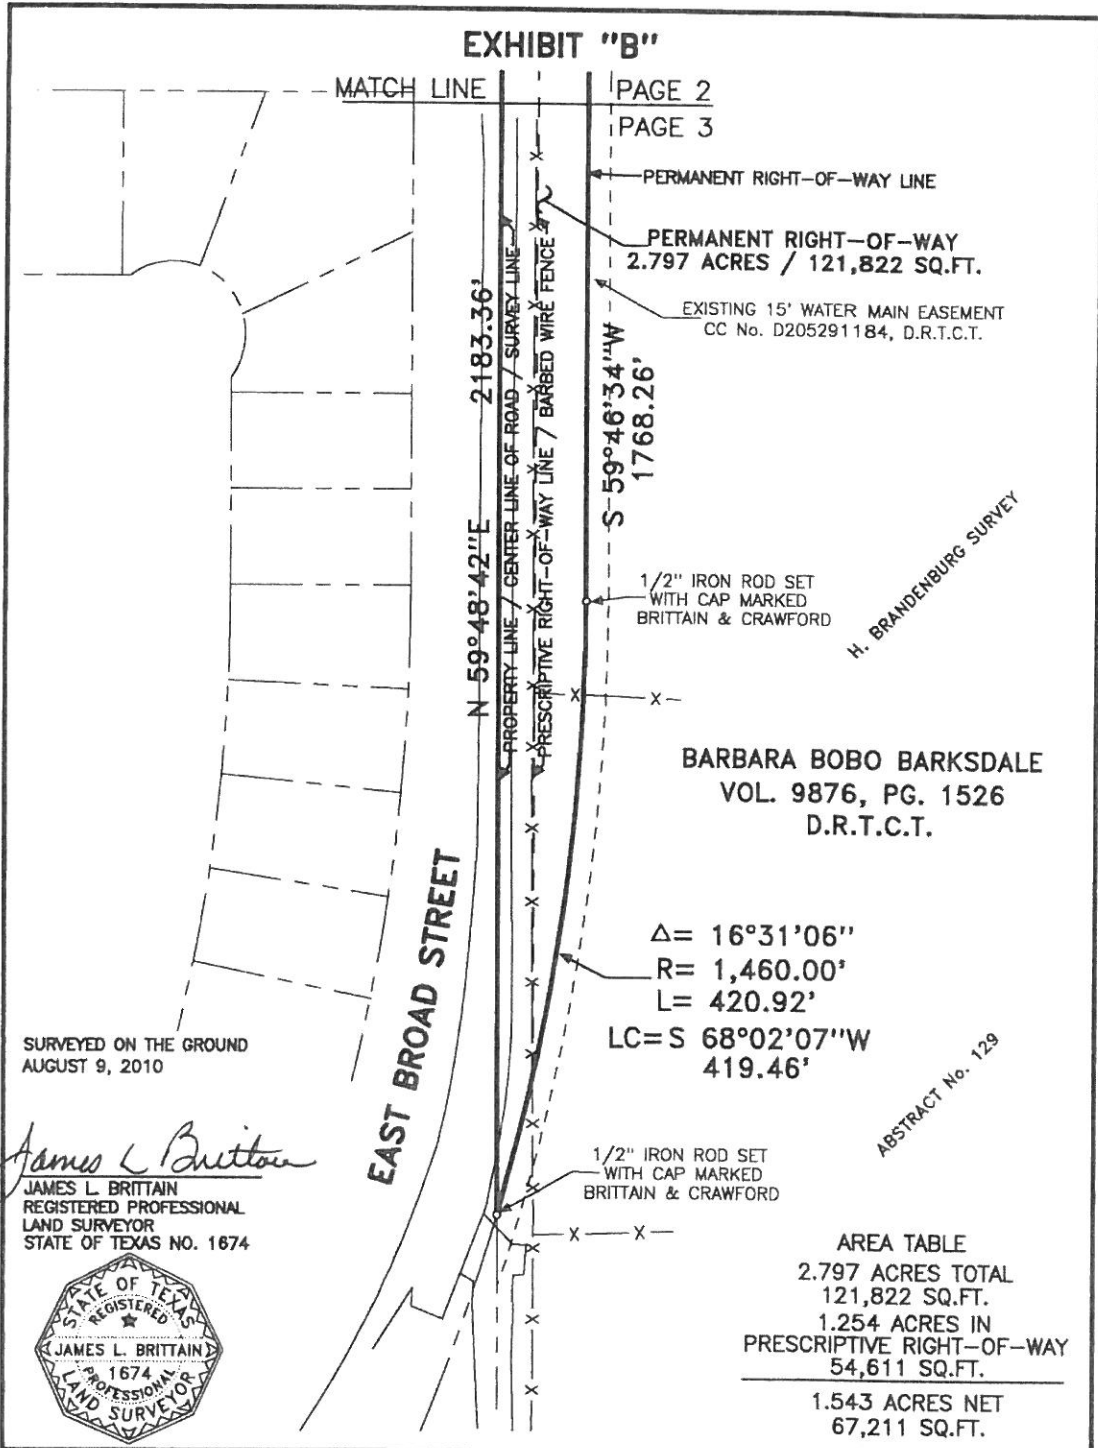 EXHIBIT "B"
MATCH LINE
PAGE 2
PAGE 3
PERMANENT RIGHT-OF-WAY LINE
PERMANENT RIGHT-OF-WAY
2.797 ACRES / 121,822 SQ.FT.
EXISTING 15' WATER MAIN EASEMENT
CC No. D205291184, D.R.T.C.T.
N 59°48'42"E 2183.36'
PROPERTY LINE / CENTER LINE OF ROAD / SURVEY LINE
PRESCRIPTIVE RIGHT-OF-WAY LINE / BARBED WIRE FENCE
S 59°46'34"W
1768.26'
1/2" IRON ROD SET
WITH CAP MARKED
BRITTAIN & CRAWFORD
H. BRANDENBURG SURVEY
BARBARA BOBO BARKSDALE
VOL. 9876, PG. 1526
D.R.T.C.T.
EAST BROAD STREET
Δ= 16°31'06"
R= 1,460.00'
L= 420.92'
LC= S 68°02'07"W
419.46'
ABSTRACT No. 129
SURVEYED ON THE GROUND
AUGUST 9, 2010
James L Brittain
JAMES L. BRITTAIN
REGISTERED PROFESSIONAL
LAND SURVEYOR
STATE OF TEXAS NO. 1674
STATE OF TEXAS
REGISTERED
JAMES L. BRITTAIN
1674
PROFESSIONAL
LAND SURVEYOR
1/2" IRON ROD SET
WITH CAP MARKED
BRITTAIN & CRAWFORD
AREA TABLE
2.797 ACRES TOTAL
121,822 SQ.FT.
1.254 ACRES IN
PRESCRIPTIVE RIGHT-OF-WAY
54,611 SQ.FT.
1.543 ACRES NET
67,211 SQ.FT.